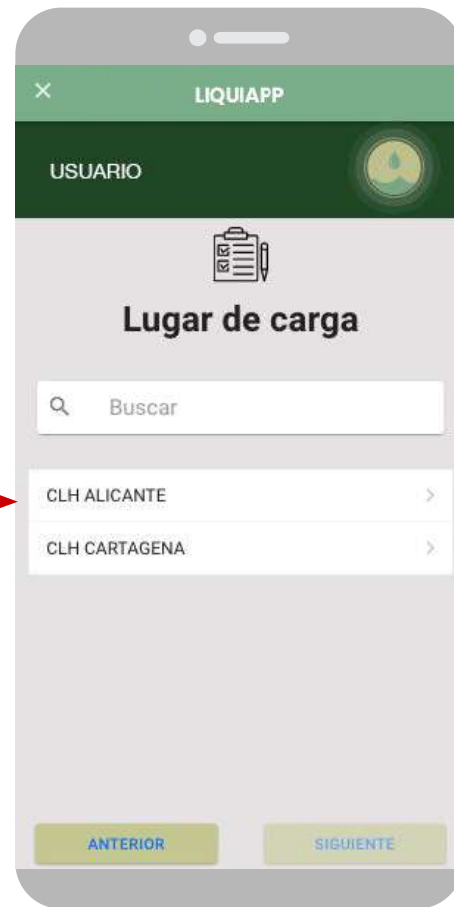 LIQUIAPP
USUARIO
Lugar de carga
Buscar
CLH ALICANTE
CLH CARTAGENA
ANTERIOR
SIGUIENTE